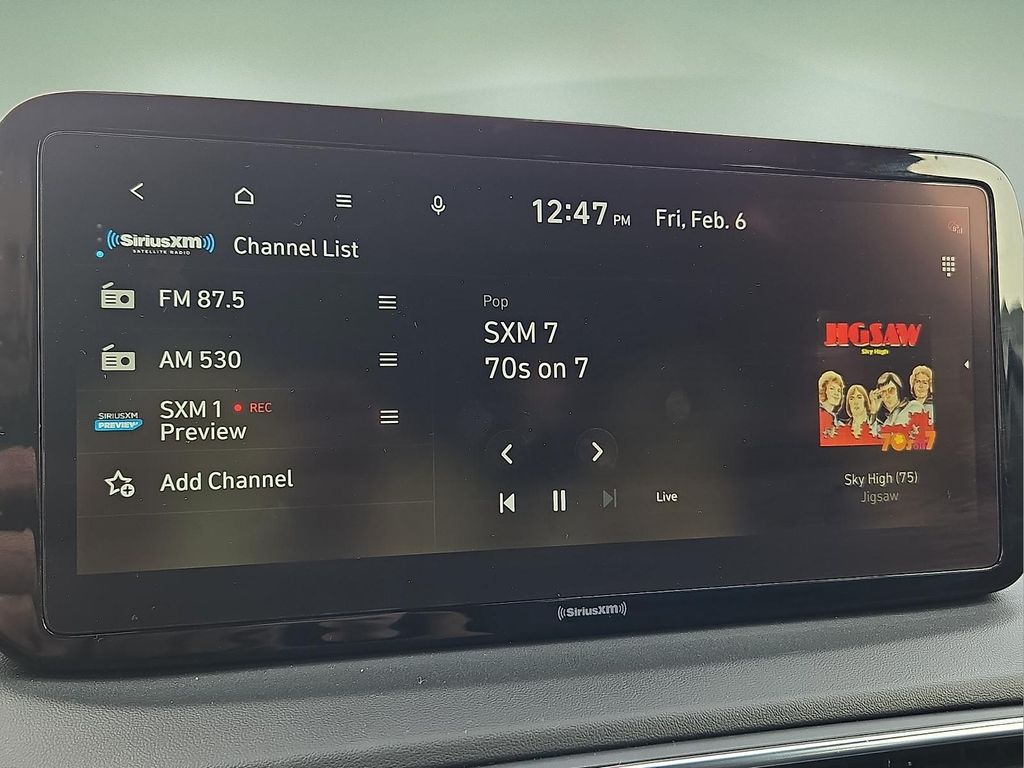 12:47 PM Fri, Feb. 6
SiriusXM
SATELLITE RADIO
Channel List
FM 87.5
AM 530
SIRIUSXM
PREVIEW
SXM 1 REC
Preview
Add Channel
Pop
SXM 7
70s on 7
Live
JIGSAW
Sky High
70s on 7
Sky High (75)
Jigsaw
SiriusXM